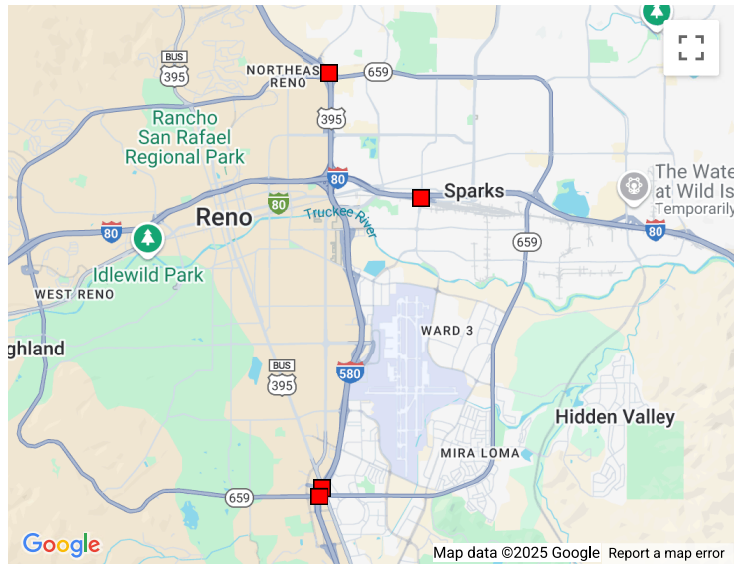 BUS
395
NORTHEAS
RENO
659
395
Rancho
San Rafael
Regional Park
80
80
Sparks
The Wate
at Wild Is
Temporarily
Reno
Truckee River
80
659
80
Idlewild Park
WEST RENO
WARD 3
ghland
580
BUS
395
Hidden Valley
MIRA LOMA
659
Google
Map data ©2025 Google
Report a map error